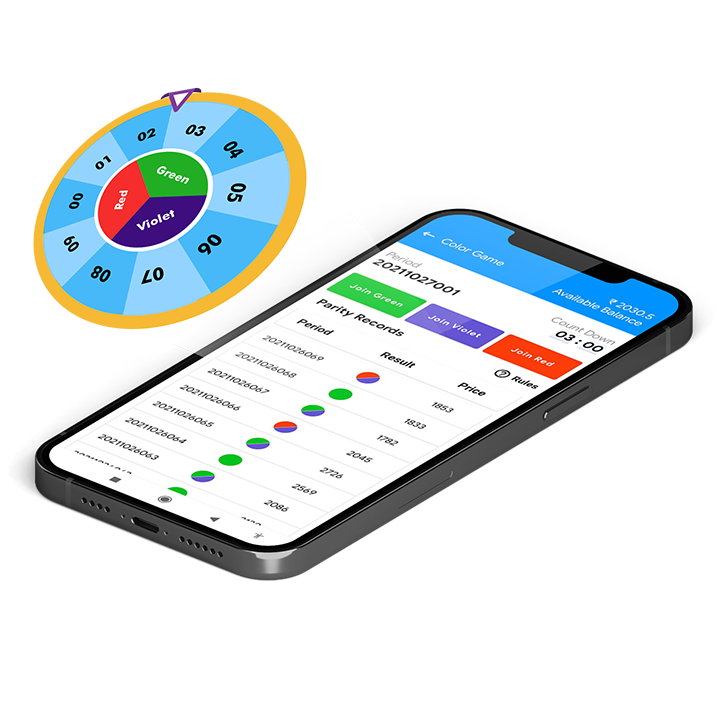 00
01
02
03
04
05
06
07
08
09
Green
Red
Violet
← Color Game
₹ 2030.5
Available Balance
Period
20211027001
Count Down
03 : 00
Join Green
Join Violet
Join Red
Parity Records
? Rules
Period Result Price
20211026069 1853
20211026068 1833
20211026067 1782
20211026066 2045
20211026065 2726
20211026064 2569
20211026063 2086